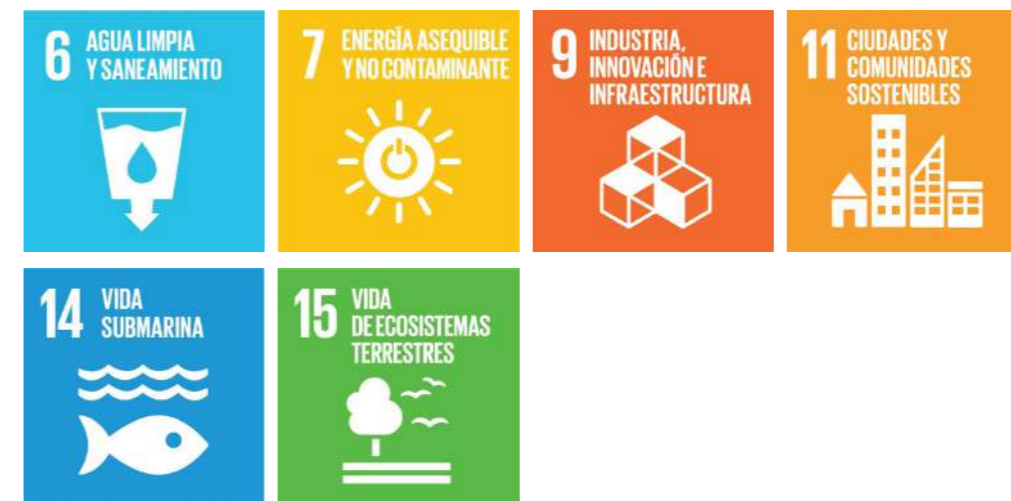 6 AGUA LIMPIA
Y SANEAMIENTO
7 ENERGÍA ASEQUIBLE
Y NO CONTAMINANTE
9 INDUSTRIA,
INNOVACIÓN E
INFRAESTRUCTURA
11 CIUDADES Y
COMUNIDADES
SOSTENIBLES
14 VIDA
SUBMARINA
15 VIDA
DE ECOSISTEMAS
TERRESTRES